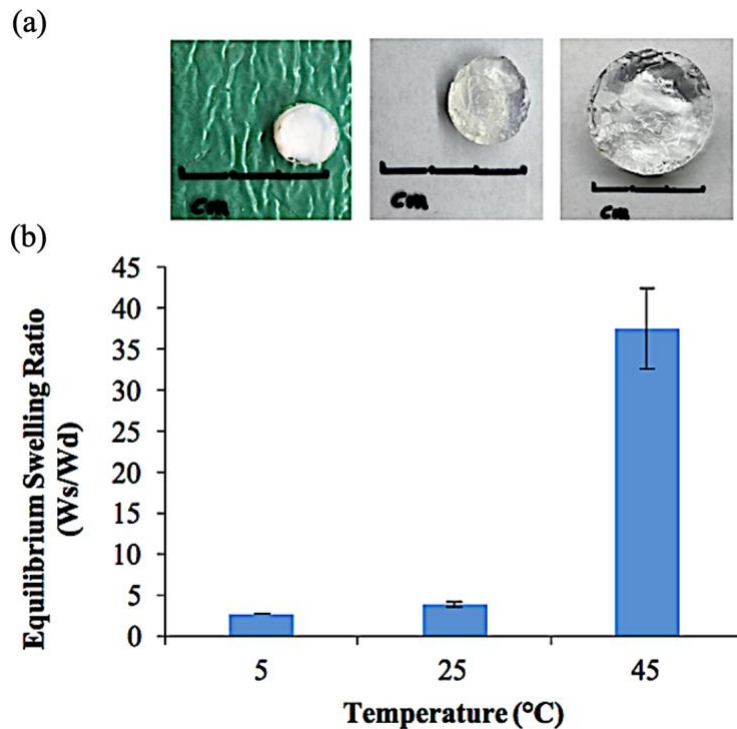 (a)
cm
cm
cm
(b)
Equilibrium Swelling Ratio
(Ws/Wd)
45
40
35
30
25
20
15
10
5
0
5
25
45
Temperature (°C)